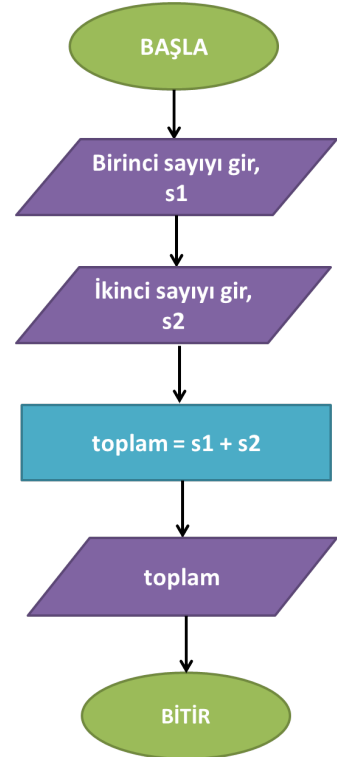 BAŞLA
Birinci sayıyı gir,
s1
İkinci sayıyı gir,
s2
toplam = s1 + s2
toplam
BİTİR